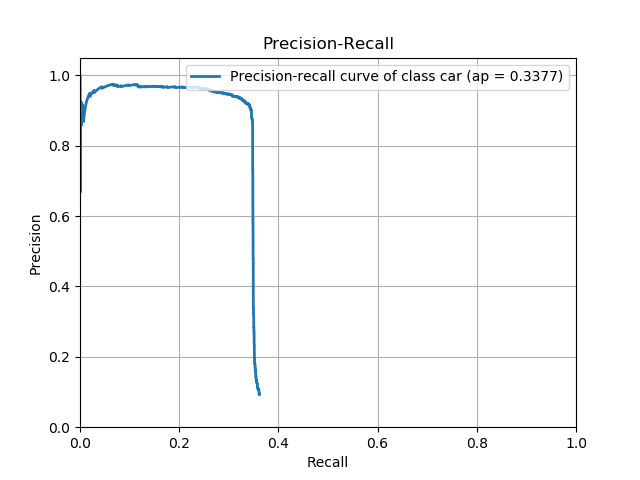 Precision-Recall
Precision-recall curve of class car (ap = 0.3377)
1.0
0.8
0.6
0.4
0.2
0.0
Precision
0.0 0.2 0.4 0.6 0.8 1.0
Recall